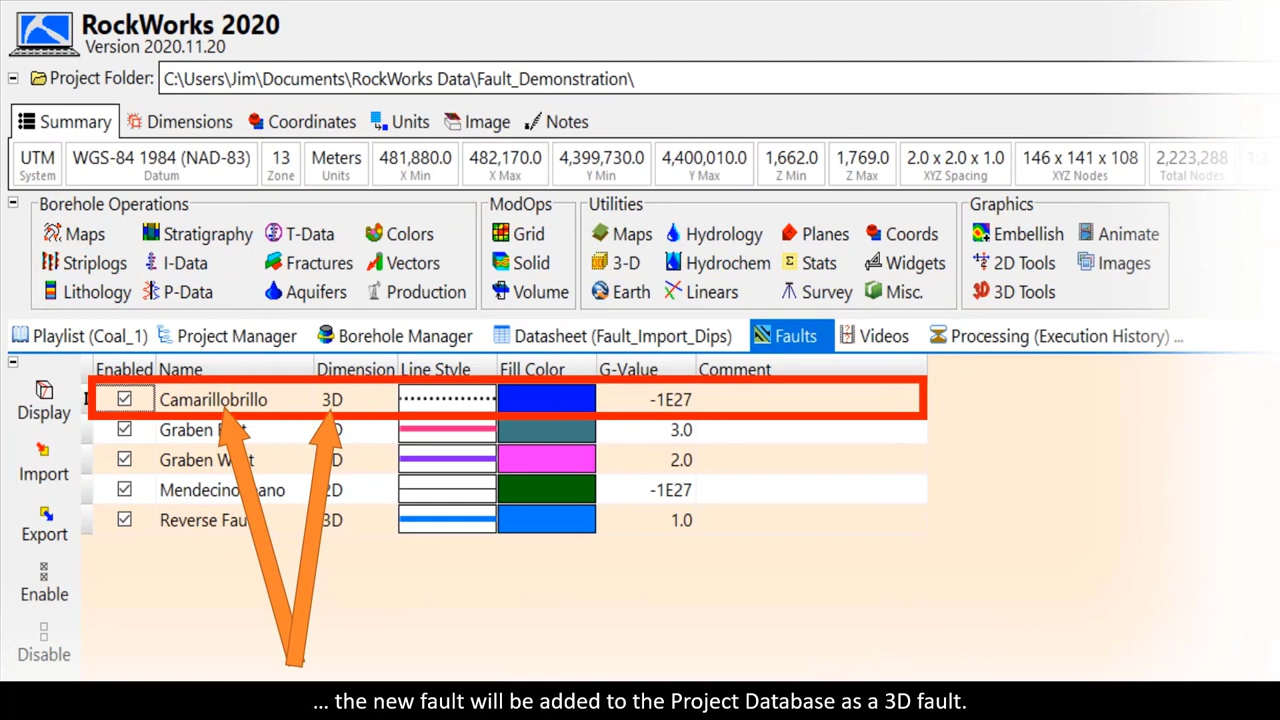 RockWorks 2020
Version 2020.11.20
Project Folder: C:\Users\Jim\Documents\RockWorks Data\Fault_Demonstration\
Summary Dimensions Coordinates Units Image Notes
UTM WGS-84 1984 (NAD-83) 13 Meters 481,880.0 482,170.0 4,399,730.0 4,400,010.0 1,662.0 1,769.0 2.0 x 2.0 x 1.0 146 x 141 x 108 2,223,288
System Datum Zone Units X Min X Max Y Min Y Max Z Min Z Max XYZ Spacing XYZ Nodes Total Nodes
Borehole Operations ModOps Utilities Graphics
Maps Stratigraphy T-Data Colors Grid Maps Hydrology Planes Coords Embellish Animate
Striplogs I-Data Fractures Vectors Solid 3-D Hydrochem Stats Widgets 2D Tools Images
Lithology P-Data Aquifers Production Volume Earth Linears Survey Misc. 3D Tools
Playlist (Coal_1) Project Manager Borehole Manager Datasheet (Fault_Import_Dips) Faults Videos Processing (Execution History) ...
Enabled Name Dimension Line Style Fill Color G-Value Comment
Camarillobrillo 3D -1E27
Graben 3.0
Graben 2.0
-1E27
Reverse 3D 1.0
Display
Import
Export
Enable
Disable
... the new fault will be added to the Project Database as a 3D fault.